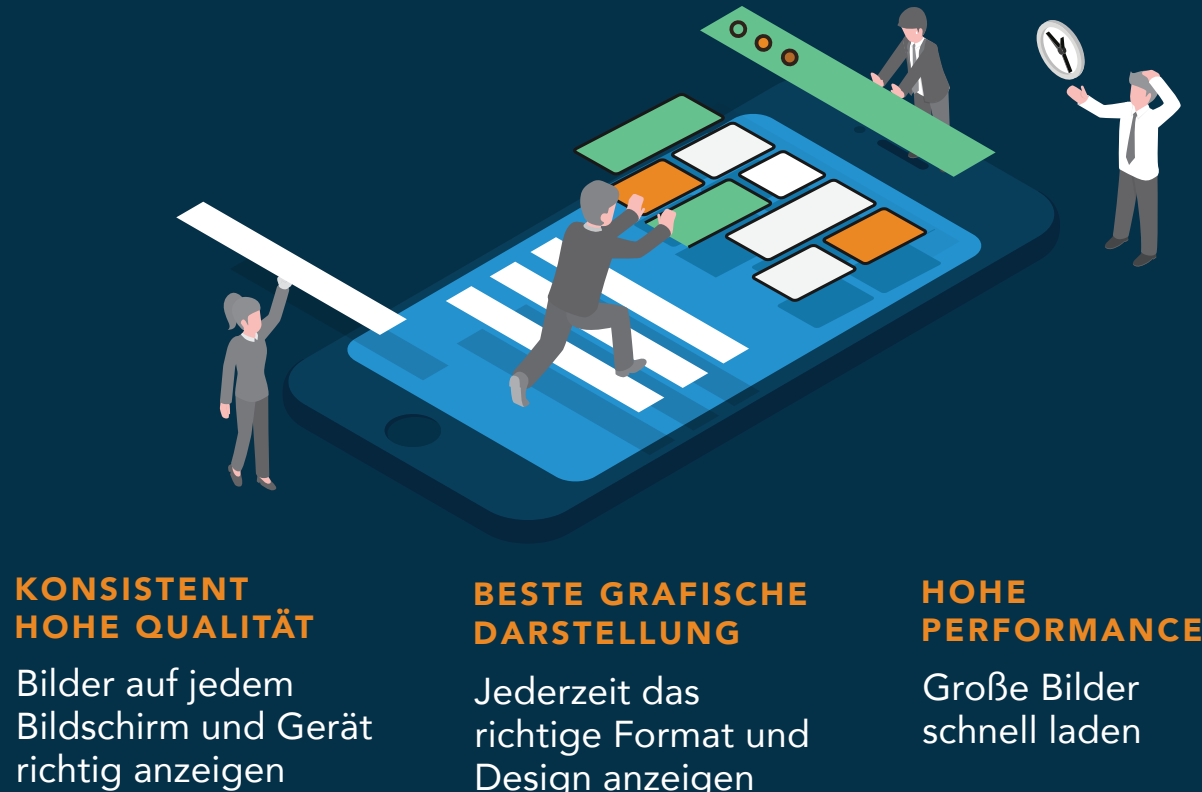 KONSISTENT
HOHE QUALITÄT
Bilder auf jedem
Bildschirm und Gerät
richtig anzeigen
BESTE GRAFISCHE
DARSTELLUNG
Jederzeit das
richtige Format und
Design anzeigen
HOHE
PERFORMANCE
Große Bilder
schnell laden